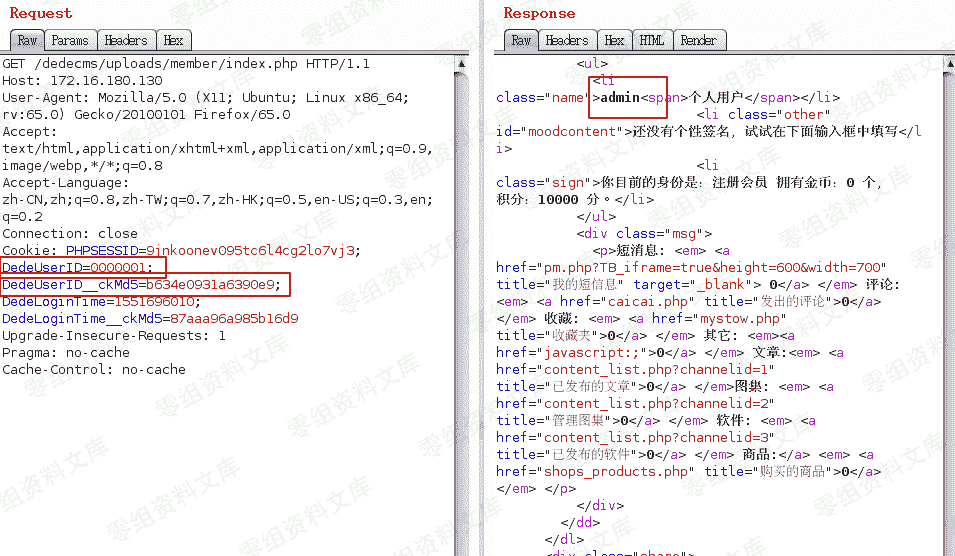 Request
Raw Params Headers Hex
GET /dedecms/uploads/member/index.php HTTP/1.1
Host: 172.16.180.130
User-Agent: Mozilla/5.0 (X11; Ubuntu; Linux x86_64;
rv:65.0) Gecko/20100101 Firefox/65.0
Accept:
text/html,application/xhtml+xml,application/xml;q=0.9,
image/webp,*/*;q=0.8
Accept-Language:
zh-CN,zh;q=0.8,zh-TW;q=0.7,zh-HK;q=0.5,en-US;q=0.3,en;
q=0.2
Connection: close
Cookie: PHPSESSID=9jnkoonev095tc6l4cg2lo7vj3;
DedeUserID=0000001;
DedeUserID__ckMd5=b634e0931a6390e9;
DedeLoginTime=1551696010;
DedeLoginTime__ckMd5=87aaa96a985b16d9
Upgrade-Insecure-Requests: 1
Pragma: no-cache
Cache-Control: no-cache
Response
Raw Headers Hex HTML Render
<ul>
<li
class="name">admin<span>个人用户</span></li>
<li class="other"
id="moodcontent">还没有个性签名，试试在下面输入框中填写</l
i>
<li
class="sign">你目前的身份是：注册会员 拥有金币：0 个，
积分：10000 分。</li>
</ul>
<div class="msg">
<p>短消息: <em> <a
href="pm.php?TB_iframe=true&height=600&width=700"
title="我的短信息" target="_blank"> 0</a> </em> 评论:
<em> <a href="caicai.php" title="发出的评论">0</a>
</em> 收藏: <em> <a href="mystow.php"
title="收藏夹">0</a> </em> 其它: <em><a
href="javascript:;">0</a> </em> 文章:<em> <a
href="content_list.php?channelid=1"
title="已发布的文章">0</a> </em>图集: <em> <a
href="content_list.php?channelid=2"
title="管理图集">0</a> </em> 软件: <em> <a
href="content_list.php?channelid=3"
title="已发布的软件">0</a> </em> 商品:</a> <em> <a
href="shops_products.php" title="购买的商品">0</a>
</em> </p>
</div>
</dd>
</dl>
<div class="share">
零组资料文库